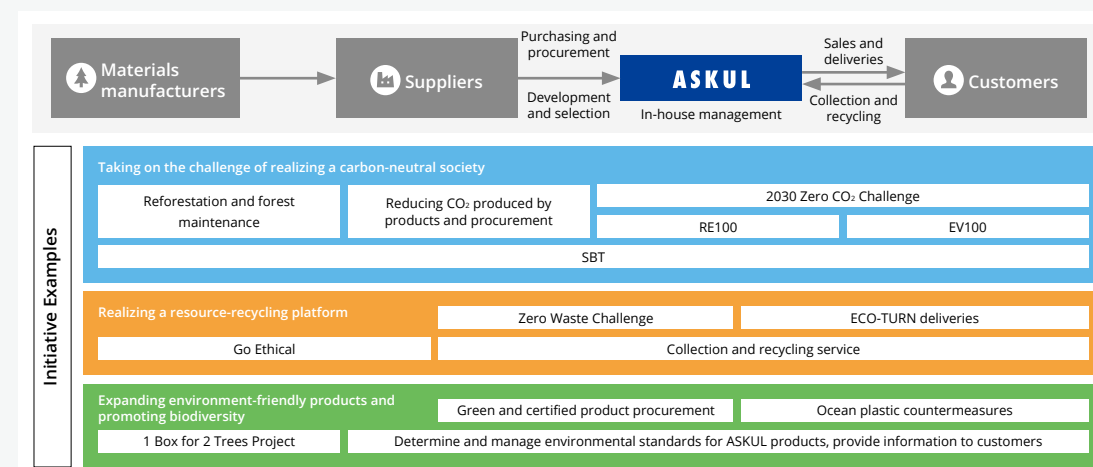 Materials
manufacturers
Suppliers
Purchasing and
procurement
Development
and selection
ASKUL
In-house management
Sales and
deliveries
Collection and
recycling
Customers
Initiative Examples
Taking on the challenge of realizing a carbon-neutral society
Reforestation and forest
maintenance
Reducing CO₂ produced by
products and procurement
2030 Zero CO₂ Challenge
RE100
EV100
SBT
Realizing a resource-recycling platform
Zero Waste Challenge
ECO-TURN deliveries
Go Ethical
Collection and recycling service
Expanding environment-friendly products and
promoting biodiversity
Green and certified product procurement
Ocean plastic countermeasures
1 Box for 2 Trees Project
Determine and manage environmental standards for ASKUL products, provide information to customers